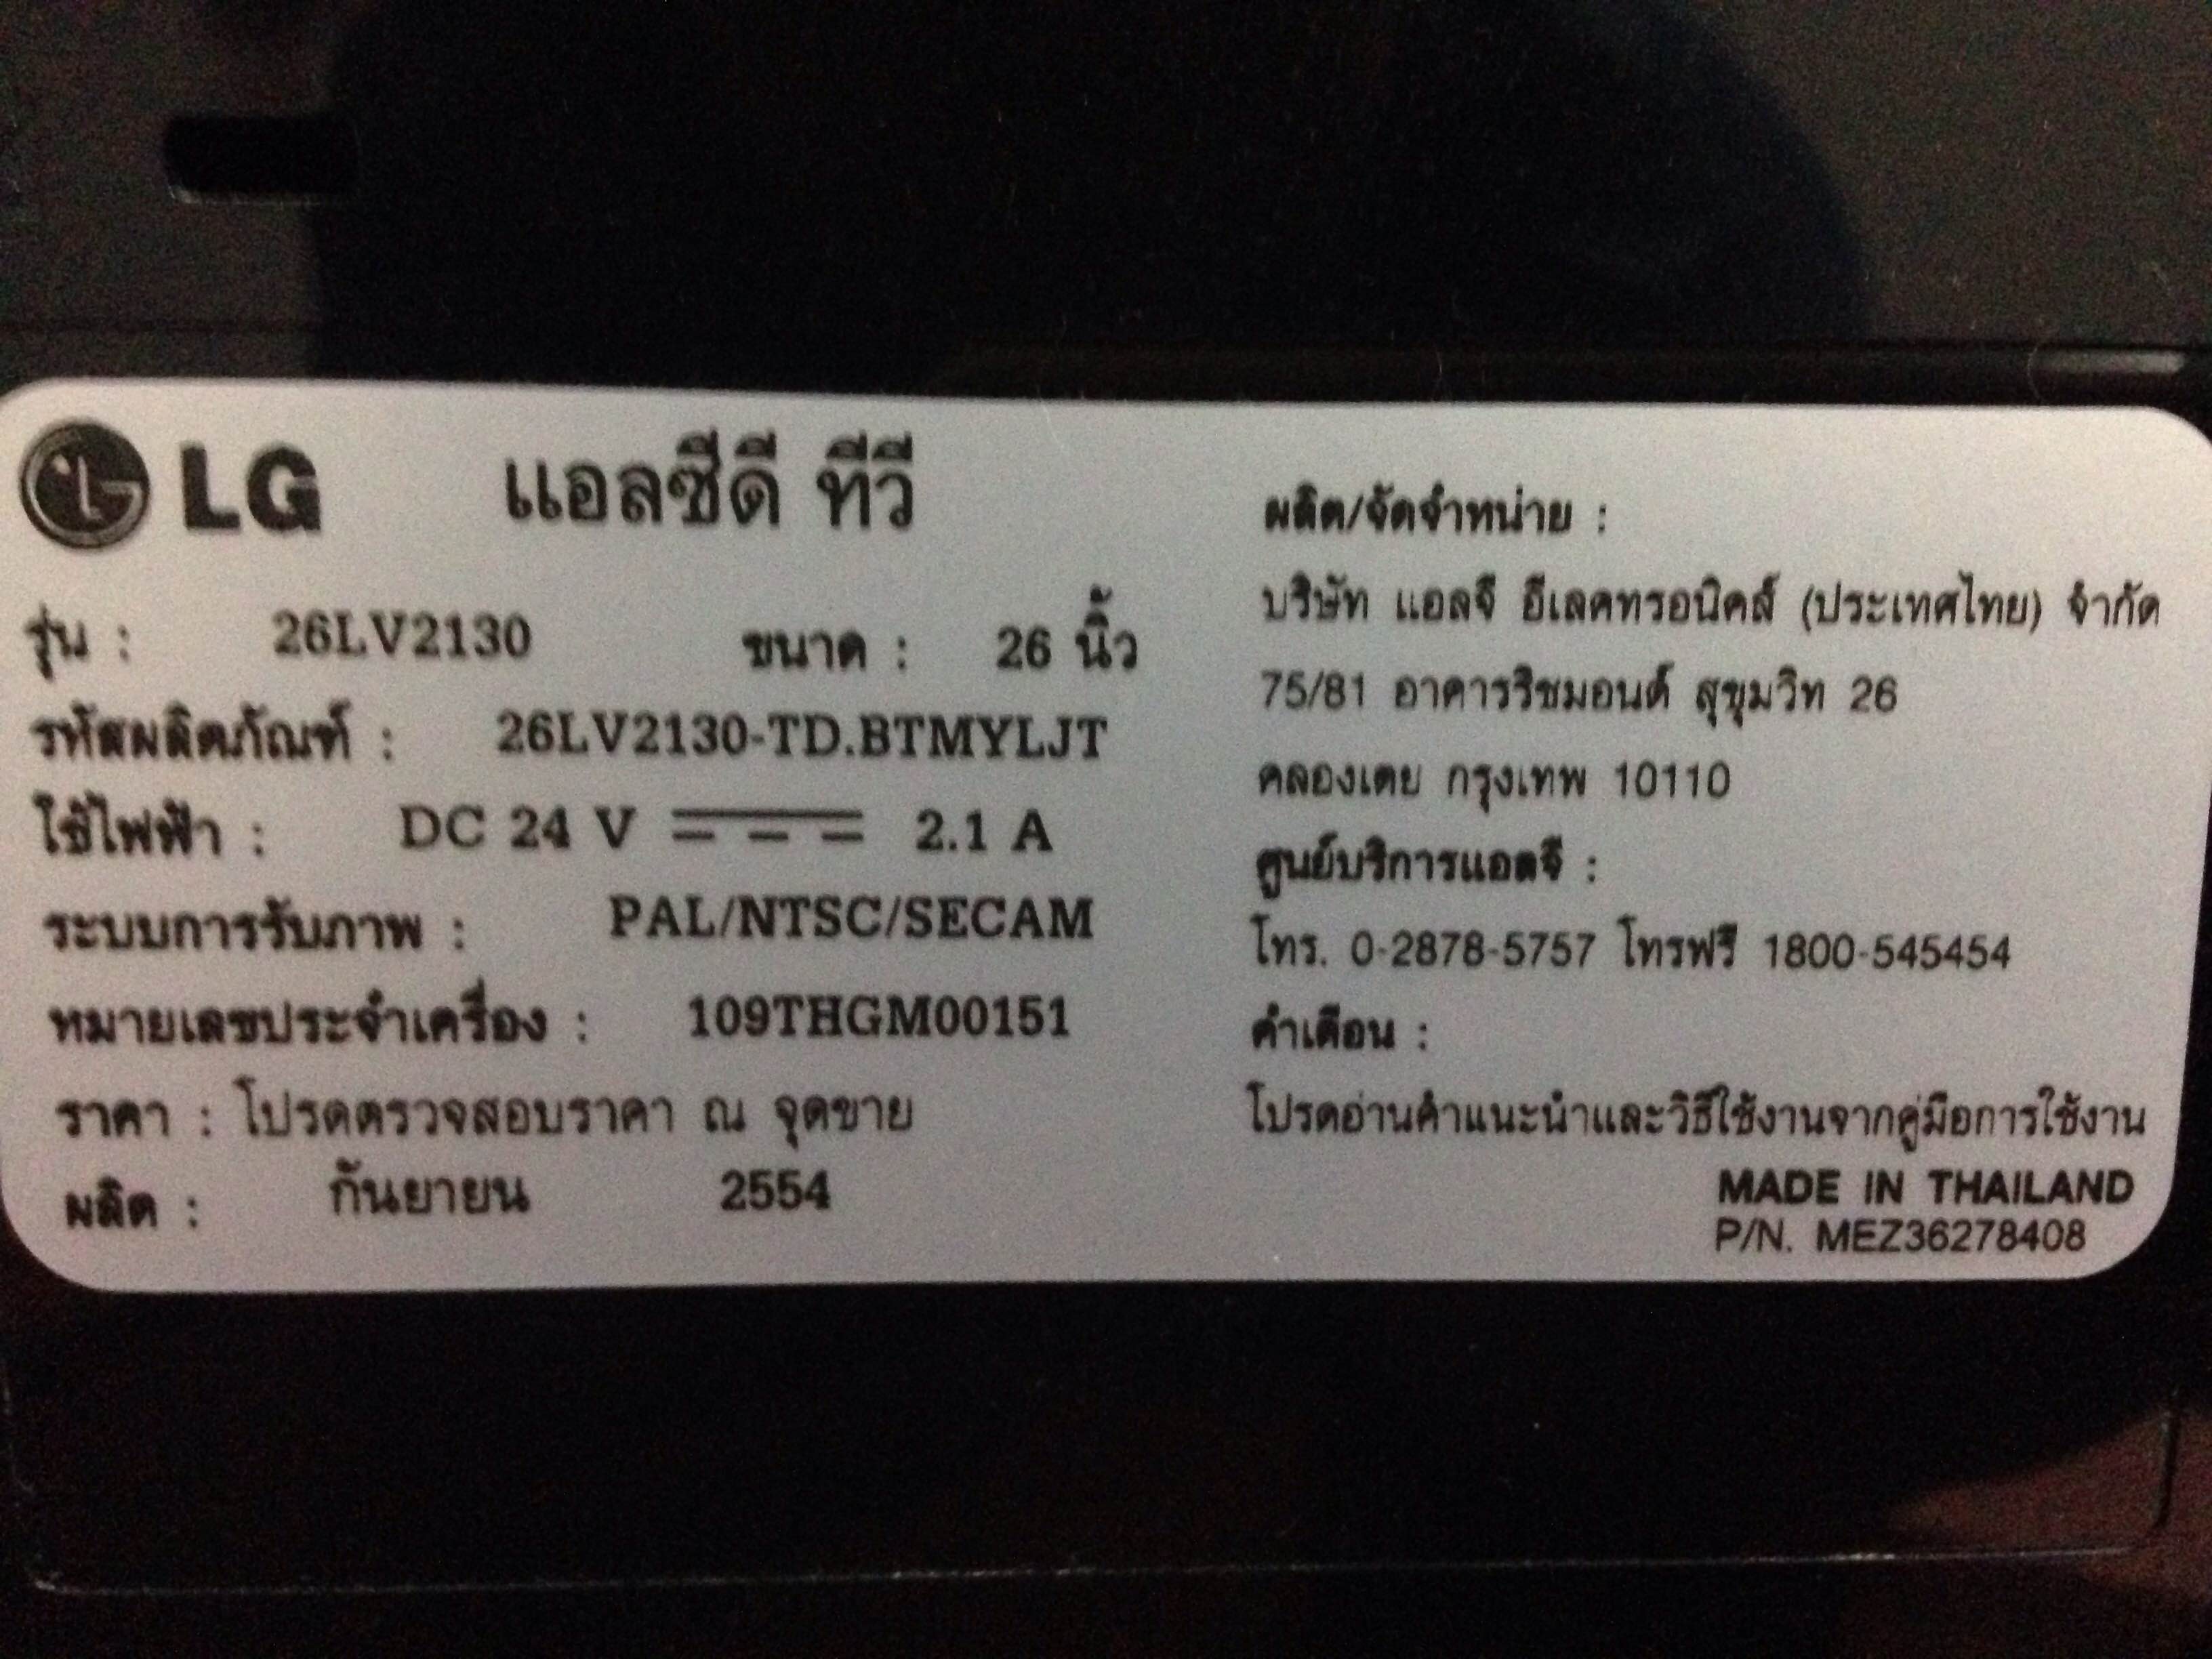 LG แอลซีดี ทีวี
รุ่น : 26LV2130 ขนาด : 26 นิ้ว
รหัสผลิตภัณฑ์ : 26LV2130-TD.BTMYLJT
ใช้ไฟฟ้า : DC 24 V 2.1 A
ระบบการรับภาพ : PAL/NTSC/SECAM
หมายเลขประจำเครื่อง : 109THGM00151
ราคา : โปรดตรวจสอบราคา ณ จุดขาย
ผลิต : กันยายน 2554
ผลิต/จัดจำหน่าย :
บริษัท แอลจี อีเลคทรอนิคส์ (ประเทศไทย) จำกัด
75/81 อาคารริชมอนด์ สุขุมวิท 26
คลองเตย กรุงเทพ 10110
ศูนย์บริการแอลจี :
โทร. 0-2878-5757 โทรฟรี 1800-545454
คำเตือน :
โปรดอ่านคำแนะนำและวิธีใช้งานจากคู่มือการใช้งาน
MADE IN THAILAND
P/N. MEZ36278408